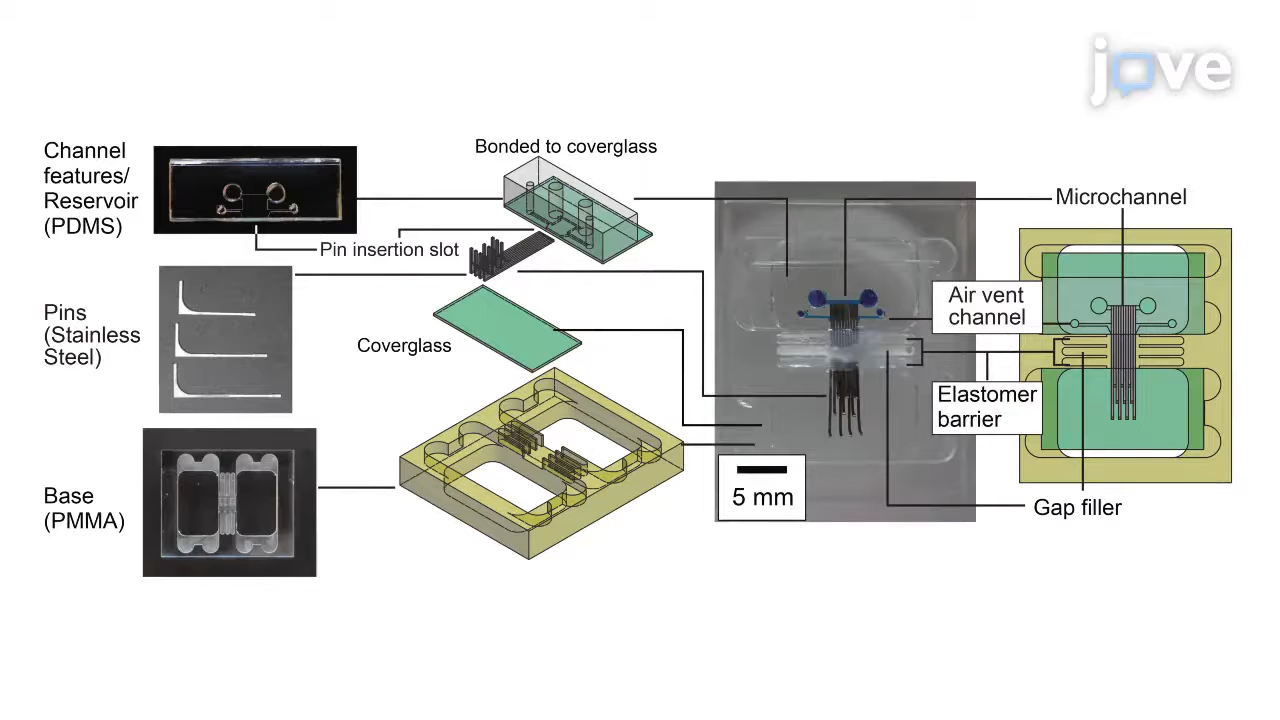 jove
Channel
features/
Reservoir
(PDMS)
Bonded to coverglass
Pin insertion slot
Microchannel
Air vent
channel
Pins
(Stainless
Steel)
Coverglass
Elastomer
barrier
Base
(PMMA)
5 mm
Gap filler